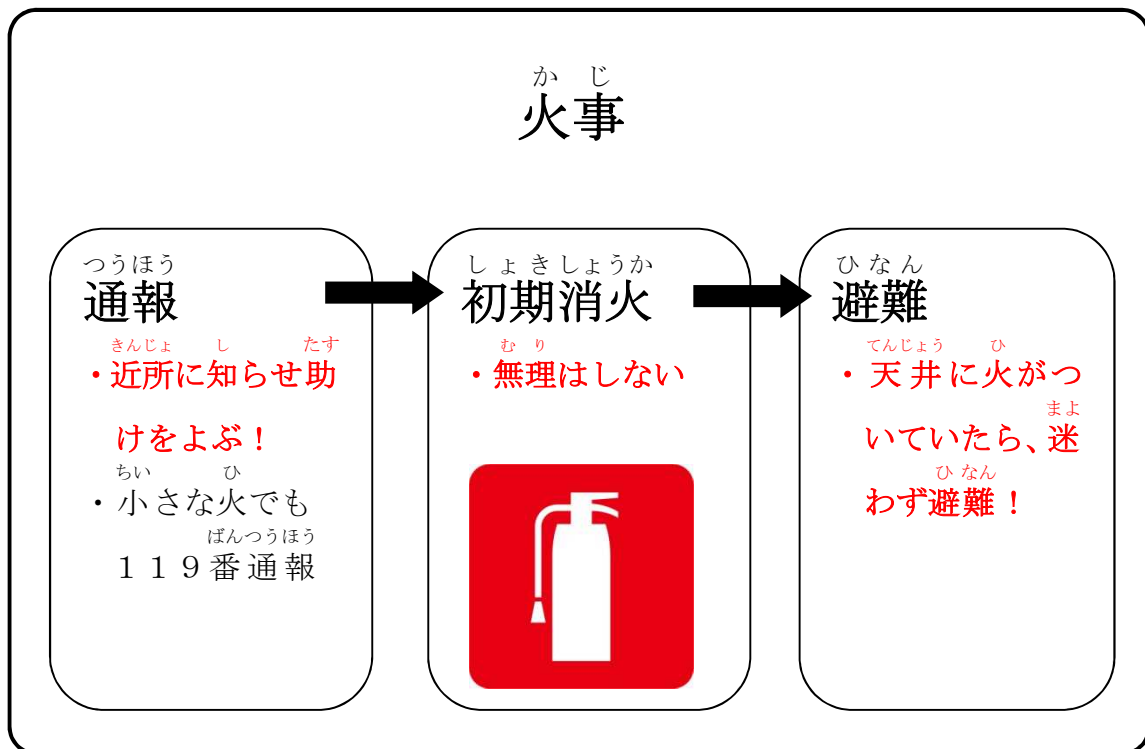 かじ
火事
つうほう
通報
きんじょ し たす
・近所に知らせ助
けをよぶ！
ちい ひ
・小さな火でも
ばんつうほう
１１９番通報
しょきしょうか
初期消火
むり
・無理はしない
ひなん
避難
てんじょう ひ
・天井に火がつ
まよ
いていたら、迷
ひなん
わず避難！